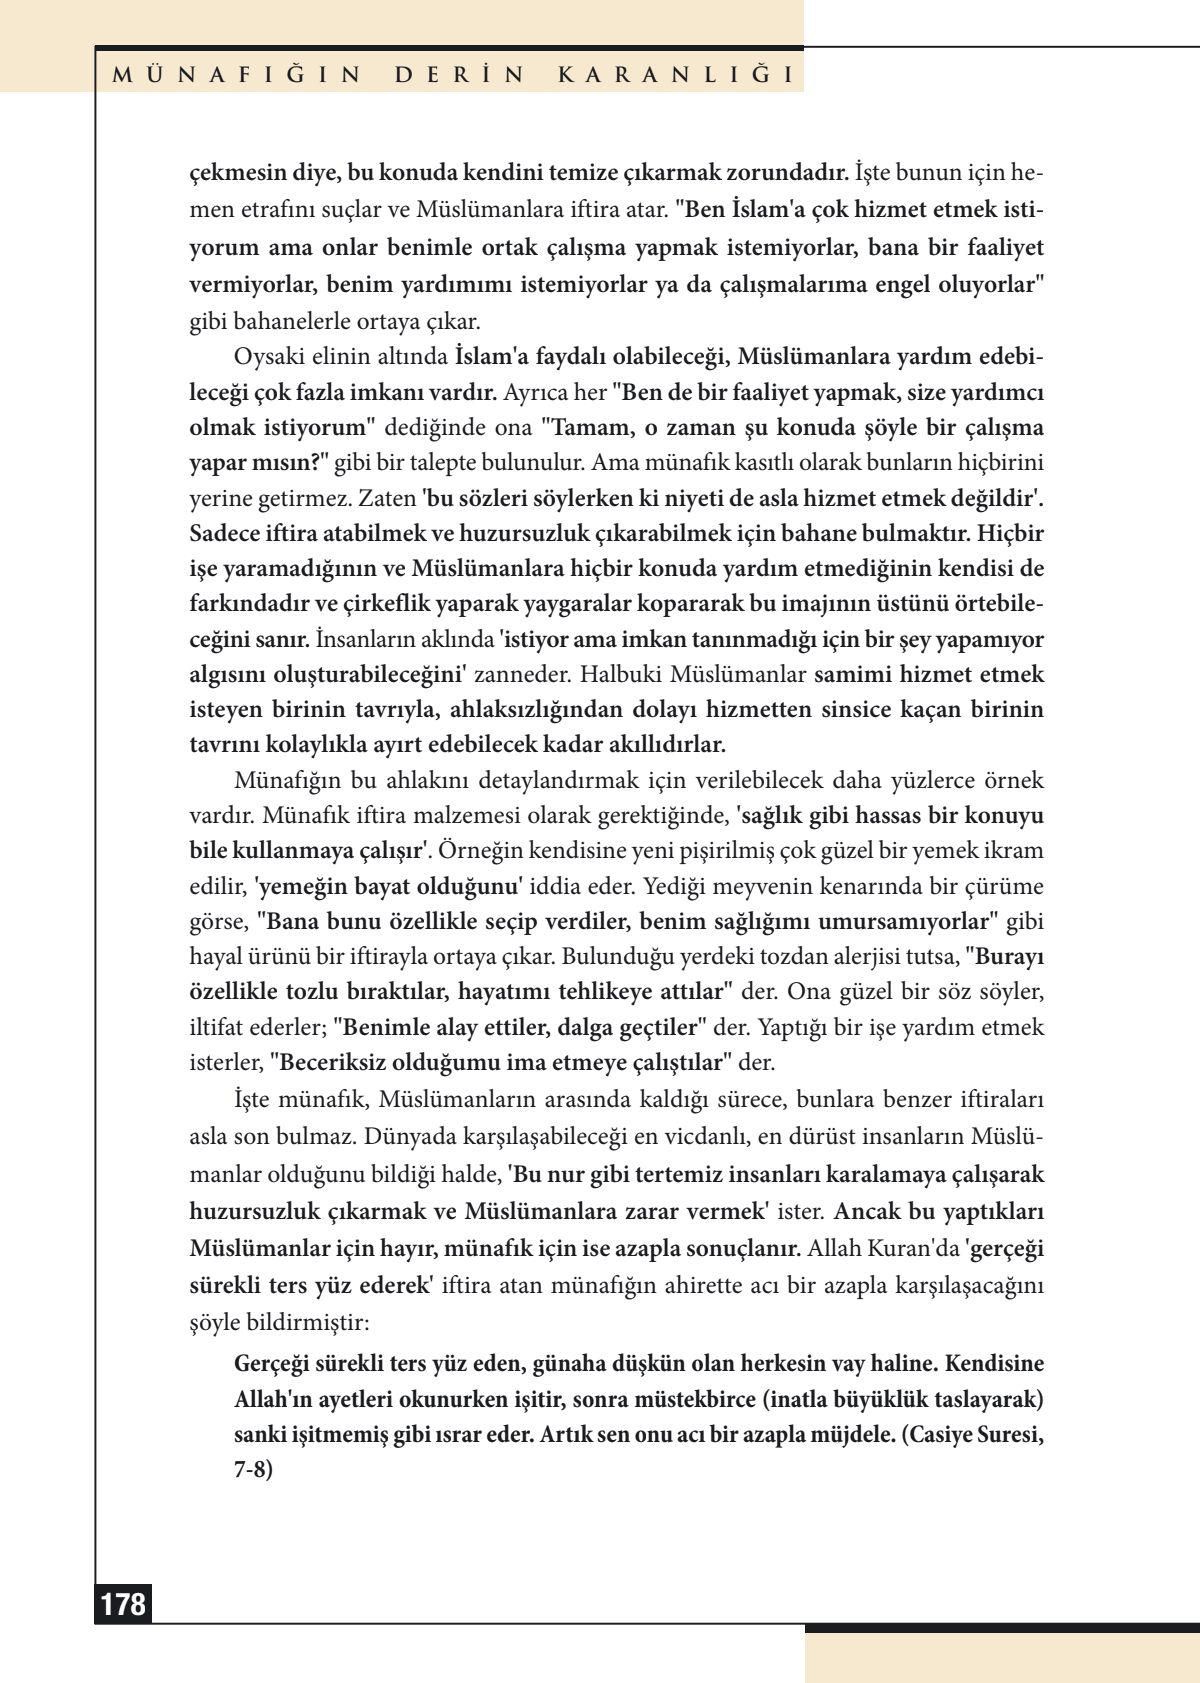 MÜNAFIĞIN DERİN KARANLIĞI
çekmesin diye, bu konuda kendini temize çıkarmak zorundadır. İşte bunun için he-
men etrafını suçlar ve Müslümanlara iftira atar. "Ben İslam'a çok hizmet etmek isti-
yorum ama onlar benimle ortak çalışma yapmak istemiyorlar, bana bir faaliyet
vermiyorlar, benim yardımımı istemiyorlar ya da çalışmalarıma engel oluyorlar"
gibi bahanelerle ortaya çıkar.
Oysaki elinin altında İslam'a faydalı olabileceği, Müslümanlara yardım edebi-
leceği çok fazla imkanı vardır. Ayrıca her "Ben de bir faaliyet yapmak, size yardımcı
olmak istiyorum" dediğinde ona "Tamam, o zaman şu konuda şöyle bir çalışma
yapar mısın?" gibi bir talepte bulunulur. Ama münafık kasıtlı olarak bunların hiçbirini
yerine getirmez. Zaten 'bu sözleri söylerken ki niyeti de asla hizmet etmek değildir'.
Sadece iftira atabilmek ve huzursuzluk çıkarabilmek için bahane bulmaktır. Hiçbir
işe yaramadığının ve Müslümanlara hiçbir konuda yardım etmediğinin kendisi de
farkındadır ve çirkeflik yaparak yaygaralar kopararak bu imajının üstünü örtebile-
ceğini sanır. İnsanların aklında 'istiyor ama imkan tanınmadığı için bir şey yapamıyor
algısını oluşturabileceğini' zanneder. Halbuki Müslümanlar samimi hizmet etmek
isteyen birinin tavrıyla, ahlaksızlığından dolayı hizmetten sinsice kaçan birinin
tavrını kolaylıkla ayırt edebilecek kadar akıllıdırlar.
Münafığın bu ahlakını detaylandırmak için verilebilecek daha yüzlerce örnek
vardır. Münafık iftira malzemesi olarak gerektiğinde, 'sağlık gibi hassas bir konuyu
bile kullanmaya çalışır'. Örneğin kendisine yeni pişirilmiş çok güzel bir yemek ikram
edilir, 'yemeğin bayat olduğunu' iddia eder. Yediği meyvenin kenarında bir çürüme
görse, "Bana bunu özellikle seçip verdiler, benim sağlığımı umursamıyorlar" gibi
hayal ürünü bir iftirayla ortaya çıkar. Bulunduğu yerdeki tozdan alerjisi tutsa, "Burayı
özellikle tozlu bıraktılar, hayatımı tehlikeye attılar" der. Ona güzel bir söz söyler,
iltifat ederler; "Benimle alay ettiler, dalga geçtiler" der. Yaptığı bir işe yardım etmek
isterler, "Beceriksiz olduğumu ima etmeye çalıştılar" der.
İşte münafık, Müslümanların arasında kaldığı sürece, bunlara benzer iftiraları
asla son bulmaz. Dünyada karşılaşabileceği en vicdanlı, en dürüst insanların Müslü-
manlar olduğunu bildiği halde, 'Bu nur gibi tertemiz insanları karalamaya çalışarak
huzursuzluk çıkarmak ve Müslümanlara zarar vermek' ister. Ancak bu yaptıkları
Müslümanlar için hayır, münafık için ise azapla sonuçlanır. Allah Kuran'da 'gerçeği
sürekli ters yüz ederek' iftira atan münafığın ahirette acı bir azapla karşılaşacağını
şöyle bildirmiştir:
Gerçeği sürekli ters yüz eden, günaha düşkün olan herkesin vay haline. Kendisine
Allah'ın ayetleri okunurken işitir, sonra müstekbirce (inatla büyüklük taslayarak)
sanki işitmemiş gibi ısrar eder. Artık sen onu acı bir azapla müjdele. (Casiye Suresi,
7-8)
178